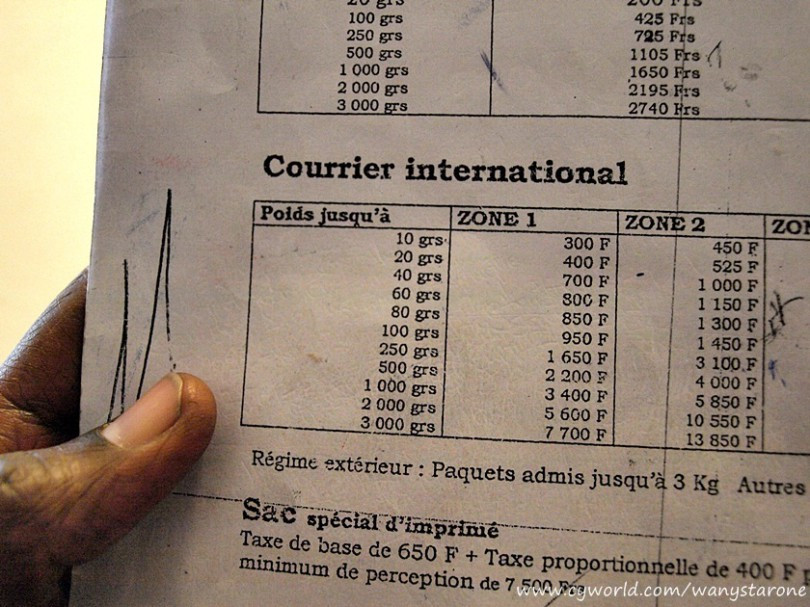 20 grs 200 Frs
100 grs 425 Frs
250 grs 725 Frs
500 grs 1105 Frs
1 000 grs 1650 Frs
2 000 grs 2195 Frs
3 000 grs 2740 Frs
Courrier international
Poids jusqu'à ZONE 1 ZONE 2 ZON
10 grs 300 F 450 F
20 grs 400 F 525 F
40 grs 700 F 1 000 F
60 grs 800 F 1 150 F
80 grs 850 F 1 300 F
100 grs 950 F 1 450 F
250 grs 1 650 F 3 100 F
500 grs 2 200 F 4 000 F
1 000 grs 3 400 F 5 850 F
2 000 grs 5 600 F 10 550 F
3 000 grs 7 700 F 13 850 F
Régime extérieur : Paquets admis jusqu'à 3 Kg Autres
Sac spécial d'imprimé
Taxe de base de 650 F + Taxe proportionnelle de 400 F p
minimum de perception de 7 500 Frs
www.cyworld.com/wanystarone